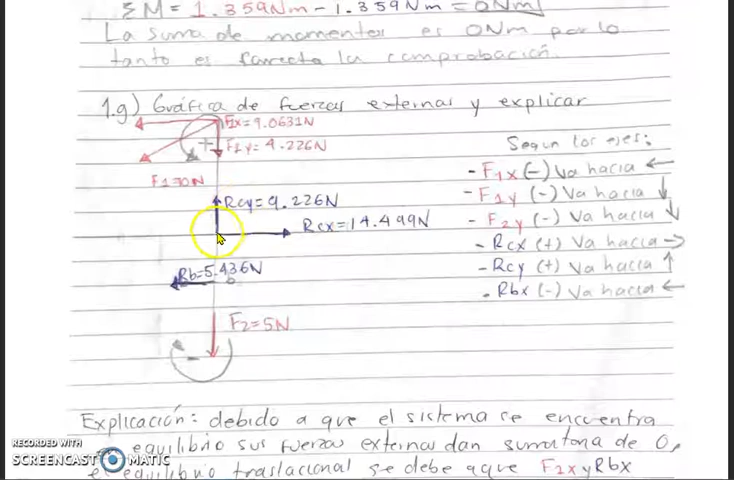 ΣM = 1.359Nm - 1.359Nm = 0Nm
La suma de momentos es 0Nm por lo
tanto es correcta la comprobación.
1.g) Gráfica de fuerzas externas y explicar
F1x=9.0631N
+
F1y=4.226N
F1=10N
Rcy=9.226N
Rcx=14.499N
Rb=5.436N
b
F2=5N
-
Segun los ejes:
- F1x (-) Va hacia ←
- F1y (-) Va hacia ↓
- F2y (-) Va hacia ↓
- Rcx (+) Va hacia →
- Rcy (+) Va hacia ↑
- Rbx (-) Va hacia ←
Explicación: debido a que el sistema se encuentra
equilibrio sus fuerzas externa dan sumatoria de 0,
equilibrio traslacional se debe a que F2x y Rbx
RECORDED WITH
SCREENCAST MATIC